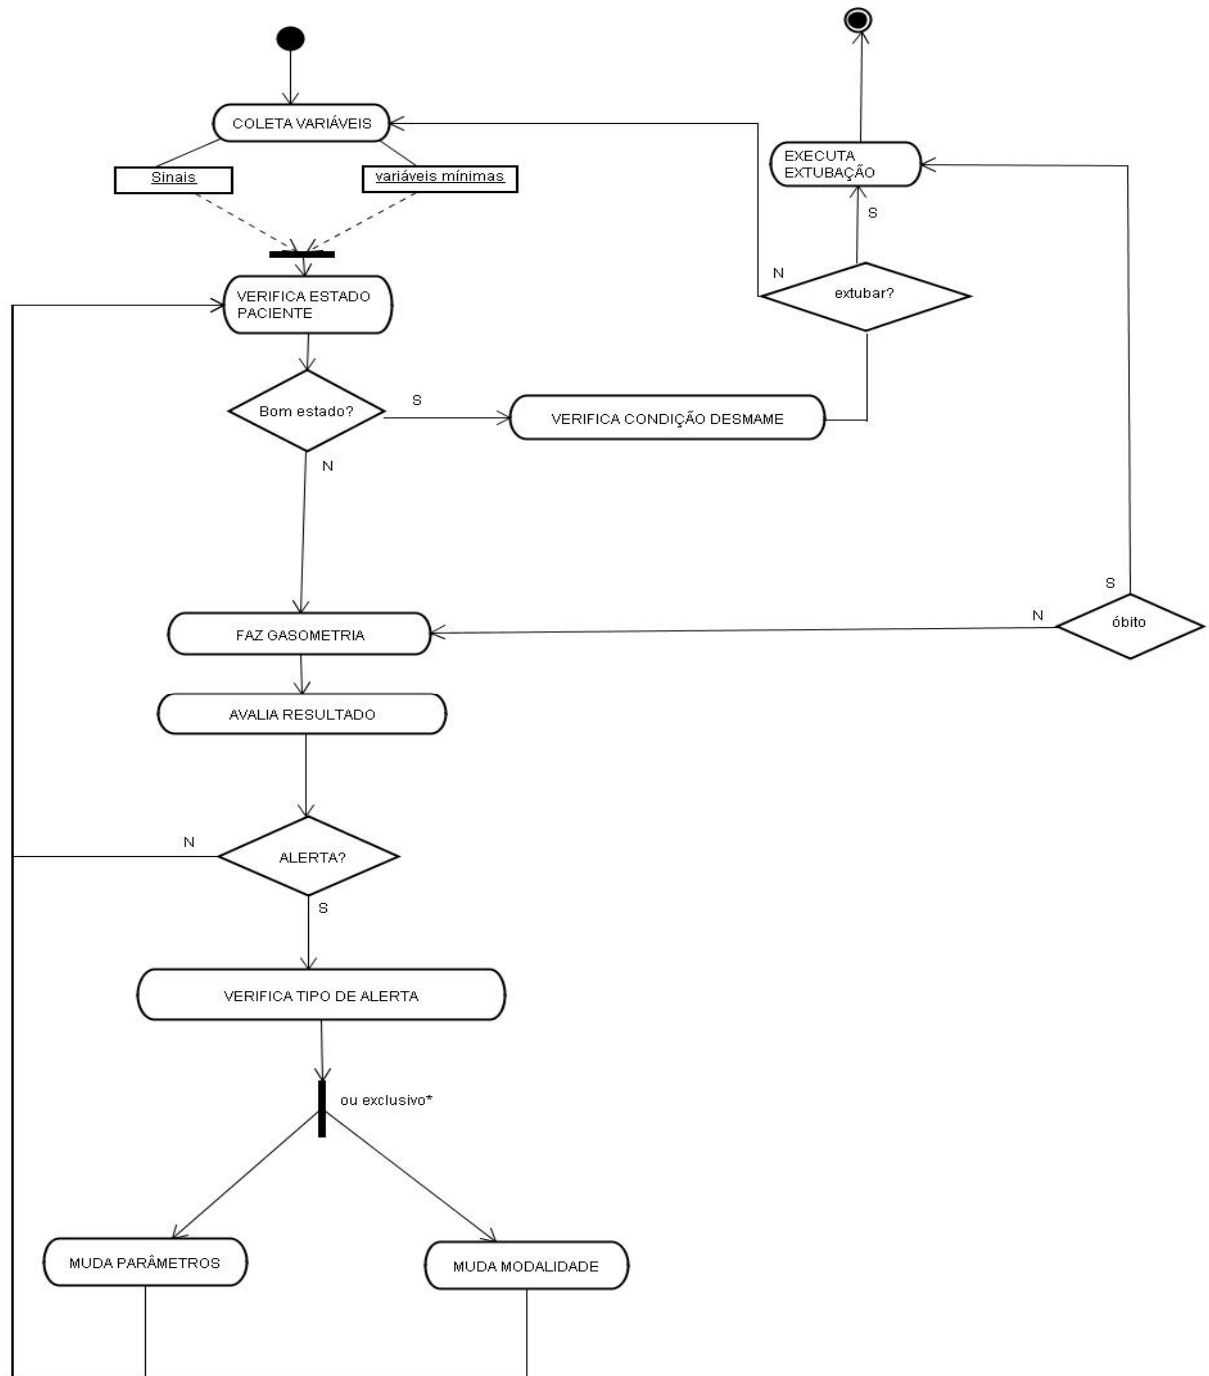 COLETA VARIÁVEIS
Sinais
variáveis mínimas
EXECUTA
EXTUBAÇÃO
S
N
extubar?
VERIFICA ESTADO
PACIENTE
Bom estado?
S
VERIFICA CONDIÇÃO DESMAME
N
S
N
óbito
FAZ GASOMETRIA
AVALIA RESULTADO
N
ALERTA?
S
VERIFICA TIPO DE ALERTA
ou exclusivo*
MUDA PARÂMETROS
MUDA MODALIDADE